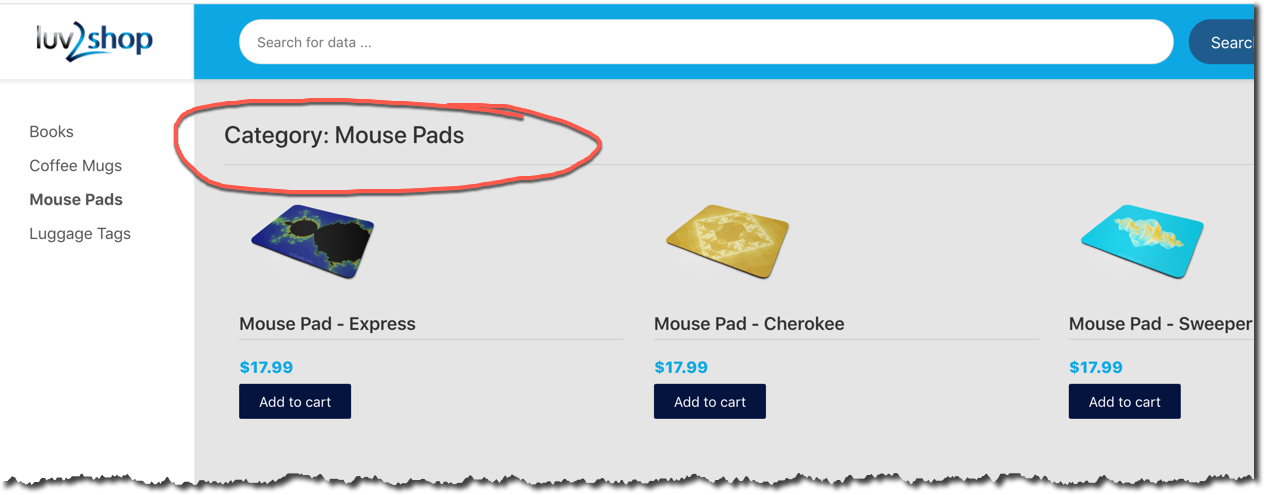 luv2shop
Search for data ...
Books
Coffee Mugs
Mouse Pads
Luggage Tags
Category: Mouse Pads
Mouse Pad - Express
$17.99
Add to cart
Mouse Pad - Cherokee
$17.99
Add to cart
Mouse Pad - Sweeper
$17.99
Add to cart